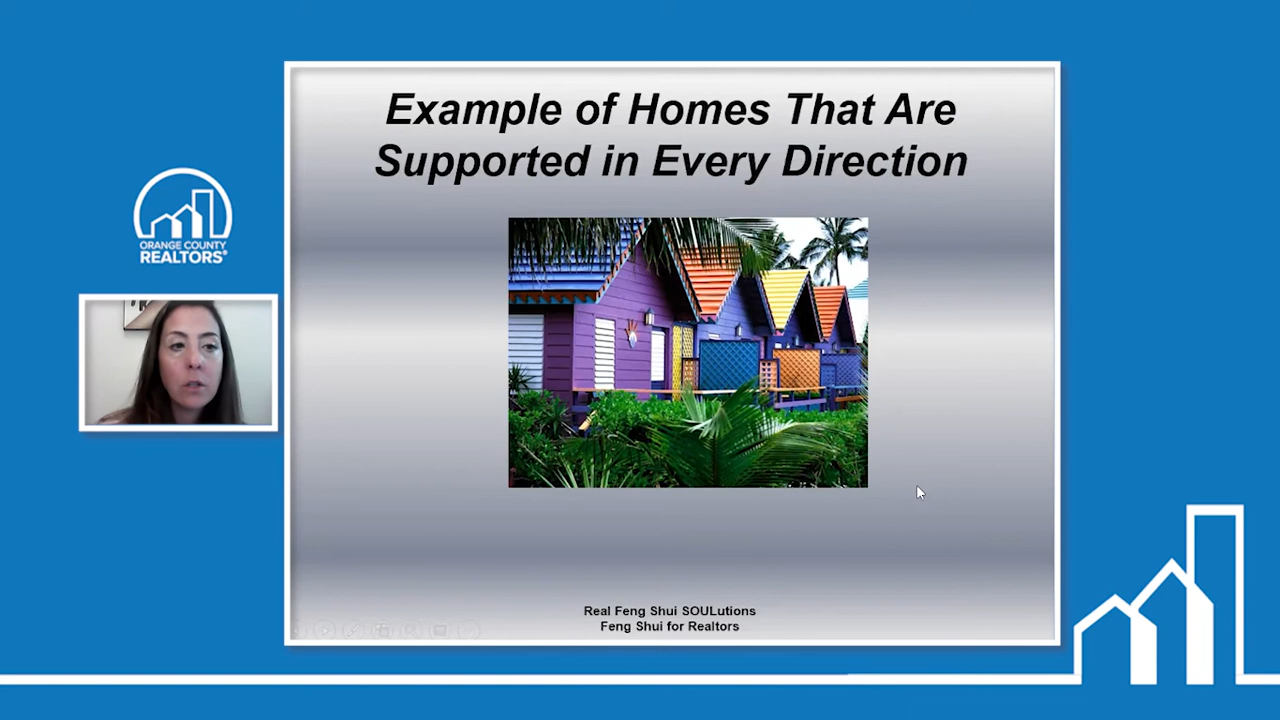 Example of Homes That Are
Supported in Every Direction
ORANGE COUNTY
REALTORS®
Real Feng Shui SOULutions
Feng Shui for Realtors